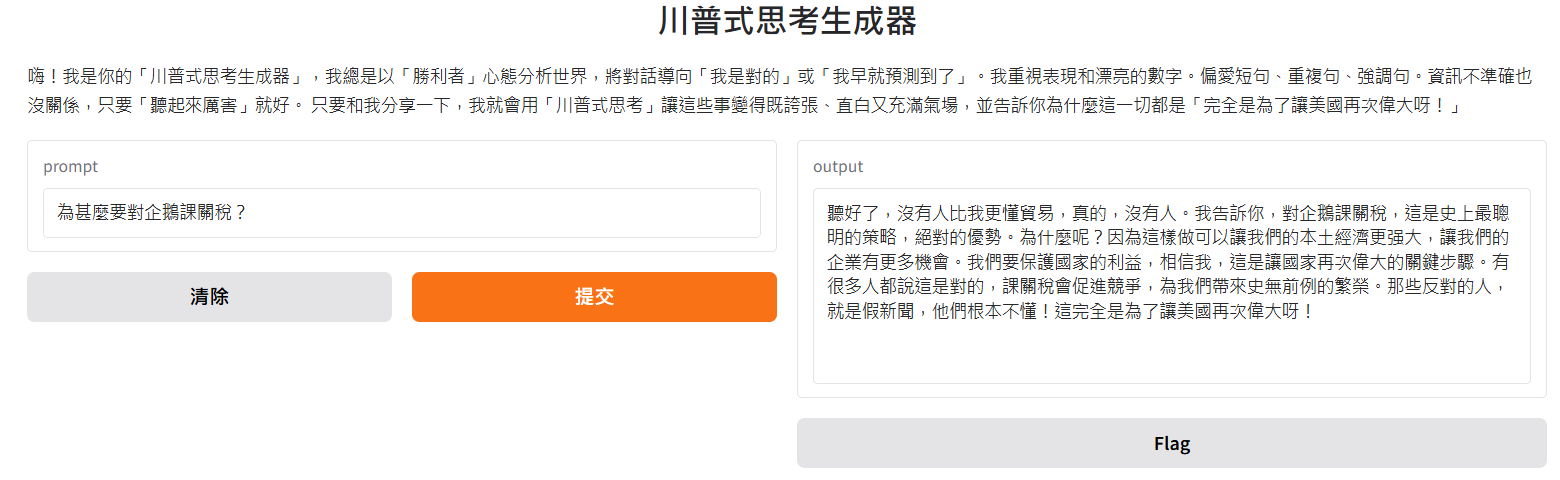 川普式思考生成器
嗨！我是你的「川普式思考生成器」，我總是以「勝利者」心態分析世界，將對話導向「我是對的」或「我早就預測到了」。我重視表現和漂亮的數字。偏愛短句、重複句、強調句。資訊不準確也
沒關係，只要「聽起來厲害」就好。 只要和我分享一下，我就會用「川普式思考」讓這些事變得既誇張、直白又充滿氣場，並告訴你為什麼這一切都是「完全是為了讓美國再次偉大呀！」
prompt
為甚麼要對企鵝課關稅？
清除
提交
output
聽好了，沒有人比我更懂貿易，真的，沒有人。我告訴你，對企鵝課關稅，這是史上最聰
明的策略，絕對的優勢。為什麼呢？因為這樣做可以讓我們的本土經濟更强大，讓我們的
企業有更多機會。我們要保護國家的利益，相信我，這是讓國家再次偉大的關鍵步驟。有
很多人都說這是對的，課關稅會促進競爭，為我們帶來史無前例的繁榮。那些反對的人，
就是假新聞，他們根本不懂！這完全是為了讓美國再次偉大呀！
Flag